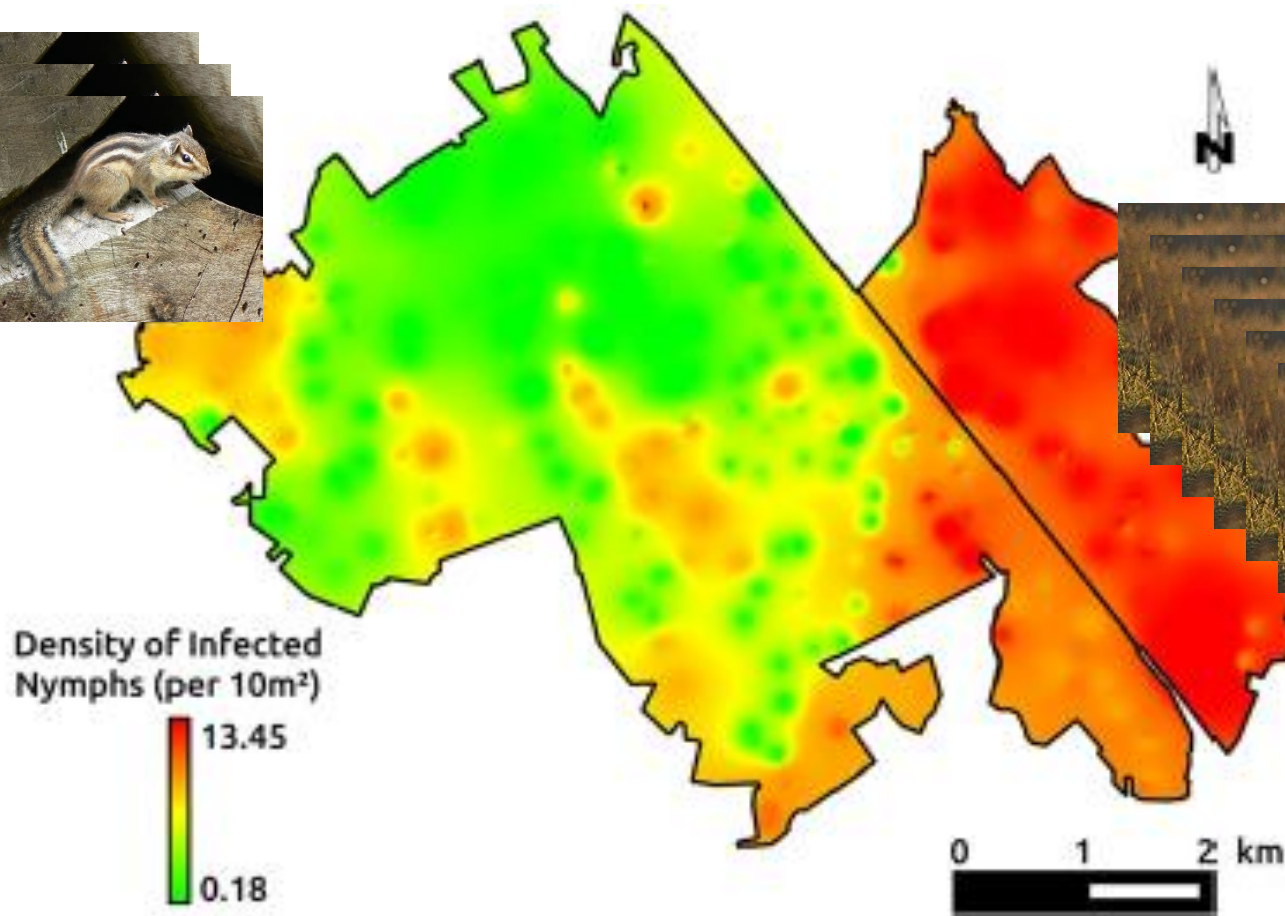 N
Density of Infected
Nymphs (per 10m²)
13.45
0.18
0 1 2 km